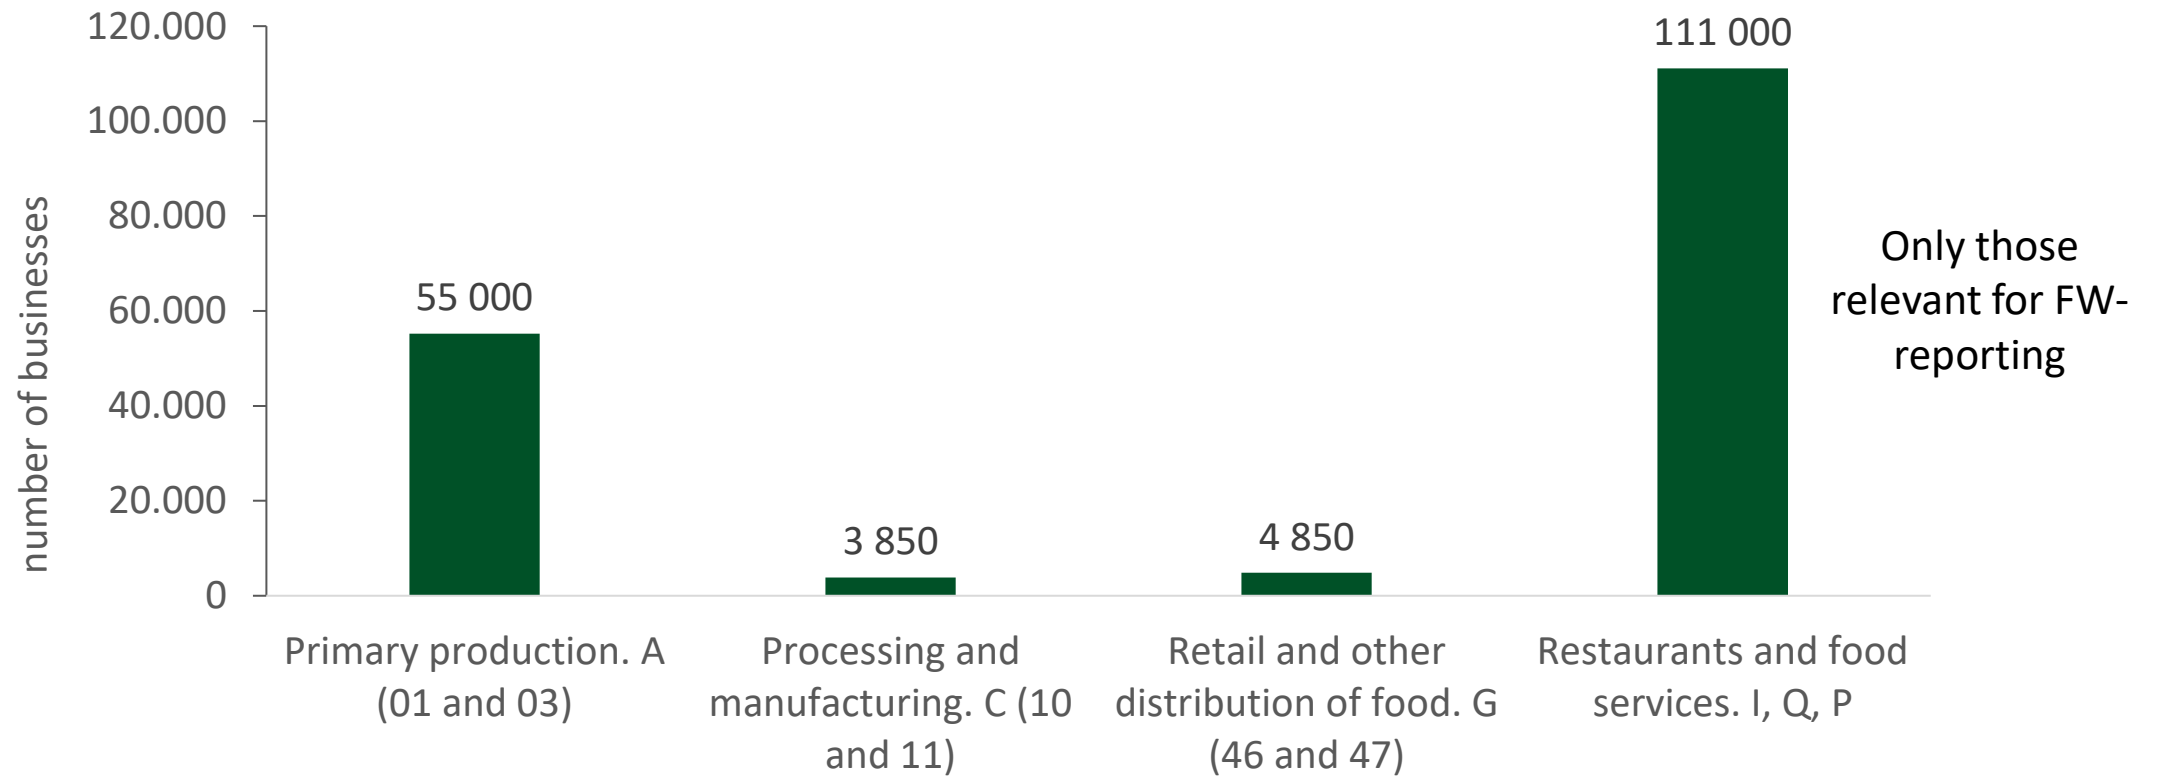 120.000
100.000
80.000
60.000
40.000
20.000
0
number of businesses
55 000
3 850
4 850
111 000
Only those
relevant for FW-
reporting
Primary production. A
(01 and 03)
Processing and
manufacturing. C (10
and 11)
Retail and other
distribution of food. G
(46 and 47)
Restaurants and food
services. I, Q, P